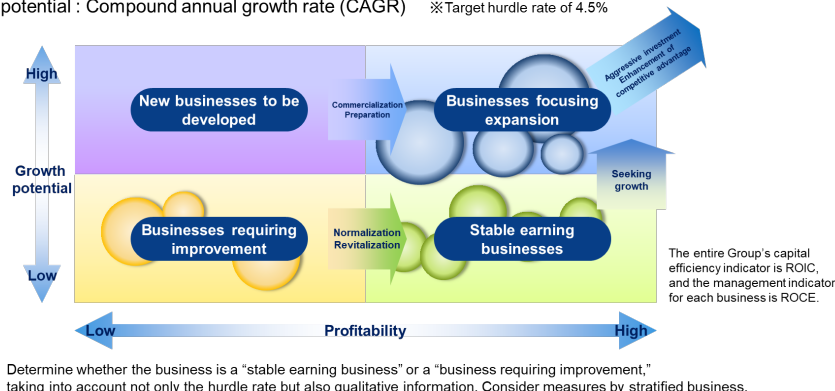 potential : Compound annual growth rate (CAGR) ※Target hurdle rate of 4.5%
High
Aggressive investment
Enhancement of
competitive advantage
New businesses to be
developed
Commercialization
Preparation
Businesses focusing
expansion
Growth
potential
Seeking
growth
Businesses requiring
improvement
Normalization
Revitalization
Stable earning
businesses
Low
The entire Group's capital
efficiency indicator is ROIC,
and the management indicator
for each business is ROCE.
Low
Profitability
High
Determine whether the business is a “stable earning business” or a “business requiring improvement,”
taking into account not only the hurdle rate but also qualitative information. Consider measures by stratified business.